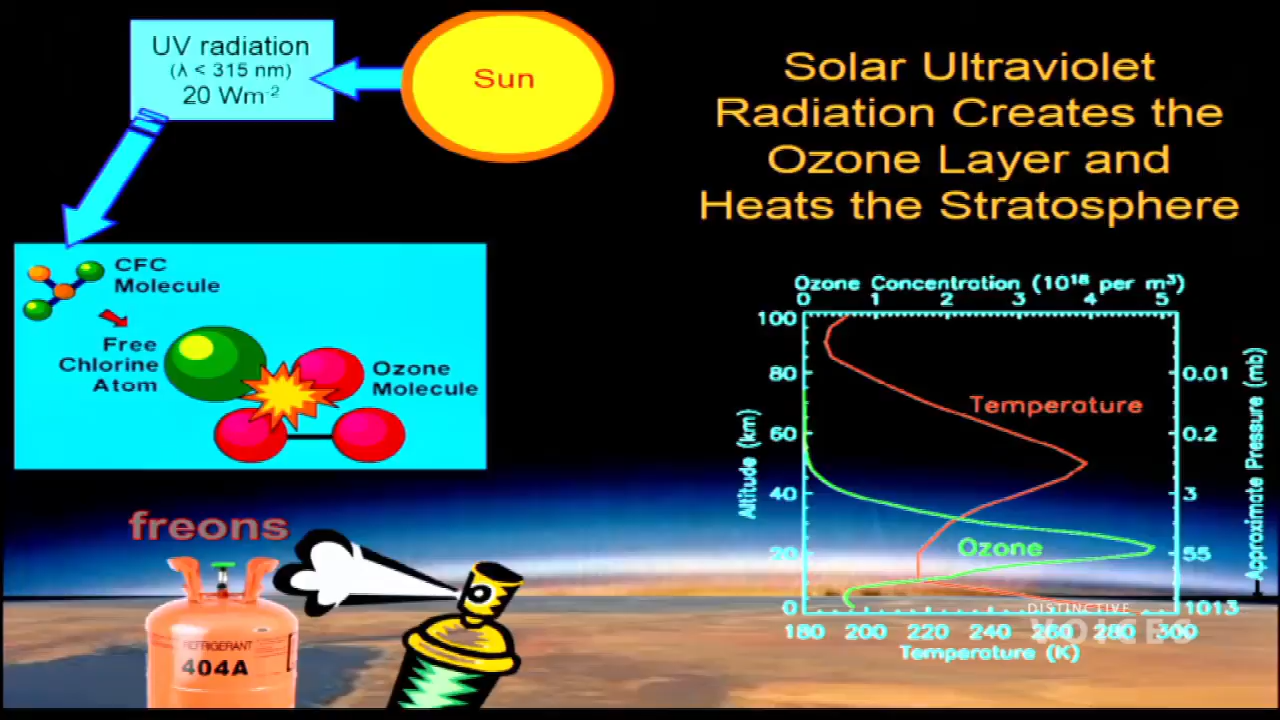 UV radiation
(λ < 315 nm)
20 Wm-2
Sun
Solar Ultraviolet
Radiation Creates the
Ozone Layer and
Heats the Stratosphere
CFC
Molecule
Free
Chlorine
Atom
Ozone
Molecule
freons
REFRIGERANT
404A
Ozone Concentration (10¹⁸ per m³)
0 1 2 3 4 5
100
80
60
40
20
0
Altitude (km)
Temperature
Ozone
0.01
0.2
3
55
1013
Approximate Pressure (mb)
180 200 220 240 260 280 300
Temperature (K)
DISTINCTIVE
VOICES